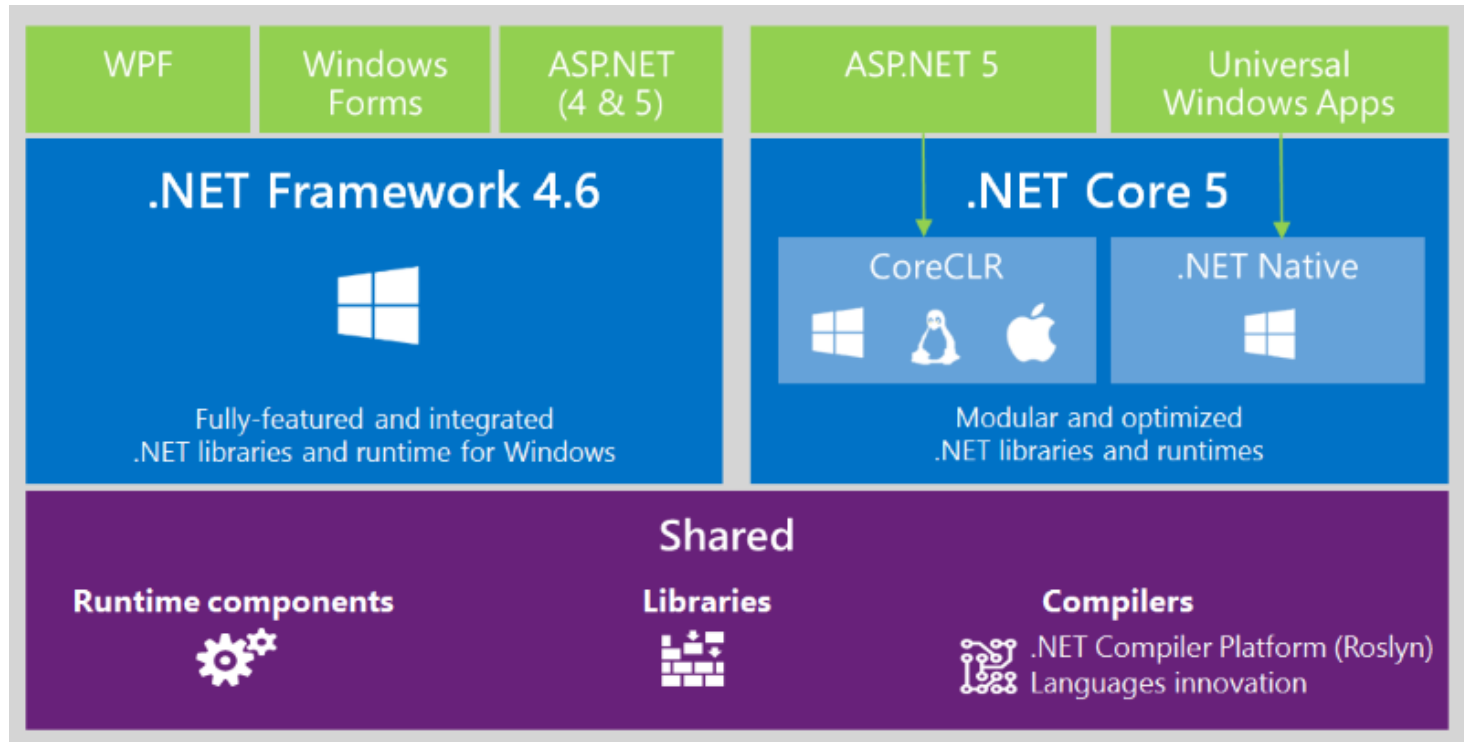 WPF
Windows
Forms
ASP.NET
(4 & 5)
ASP.NET 5
Universal
Windows Apps
.NET Framework 4.6
Fully-featured and integrated
.NET libraries and runtime for Windows
.NET Core 5
CoreCLR
.NET Native
Modular and optimized
.NET libraries and runtimes
Shared
Runtime components
Libraries
Compilers
.NET Compiler Platform (Roslyn)
Languages innovation